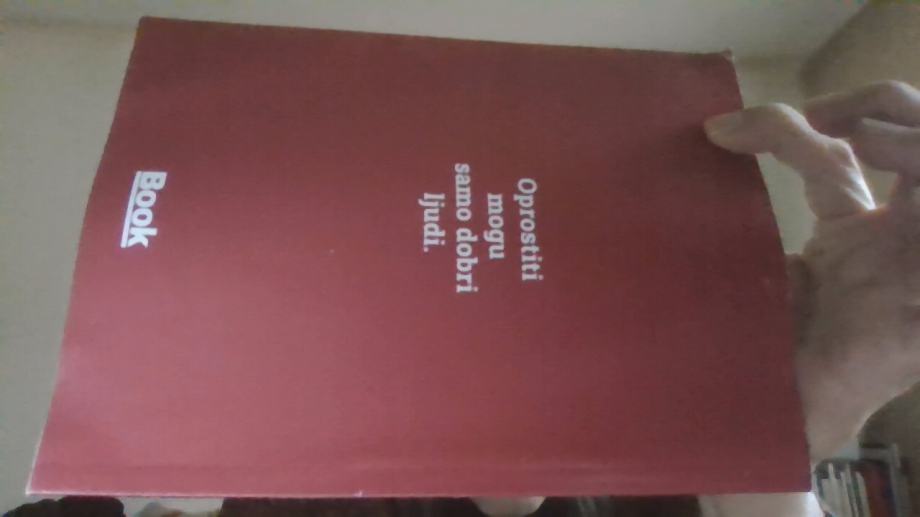 Oprostiti
mogu
samo dobri
ljudi.
Book